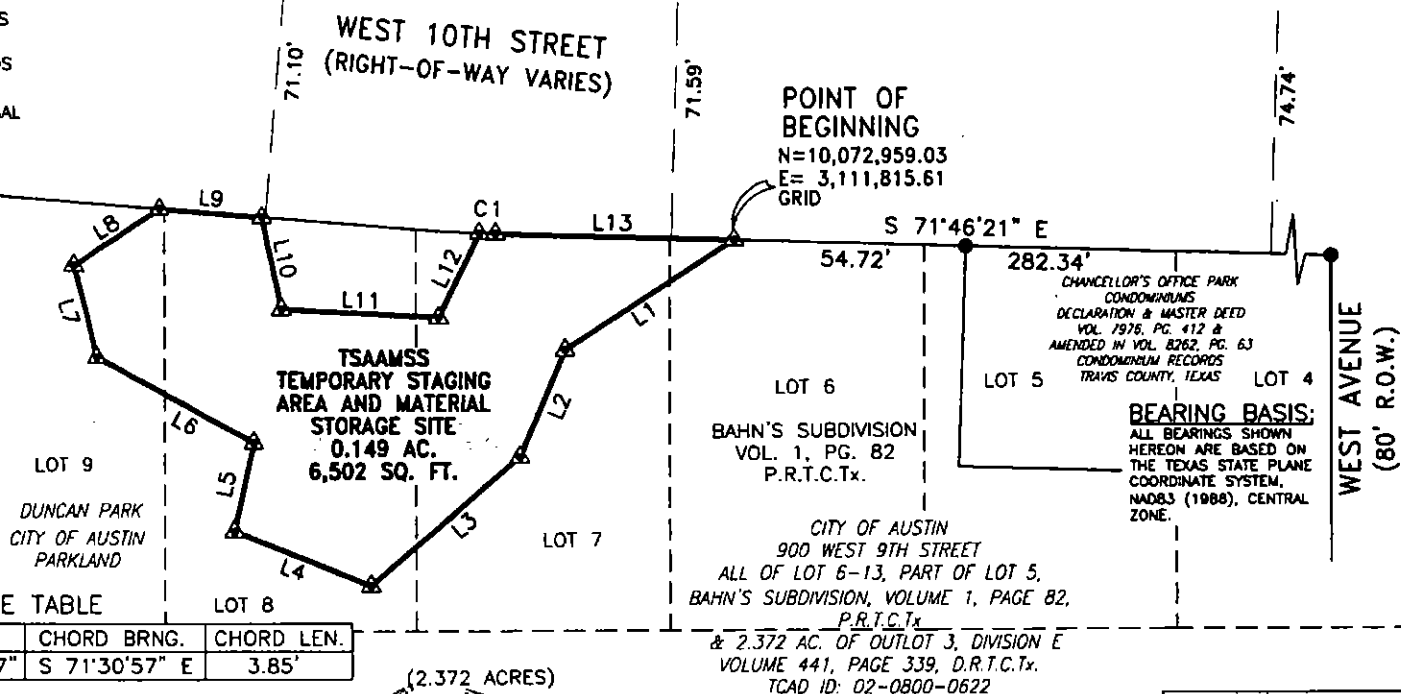 S
S
AL
WEST 10TH STREET
(RIGHT-OF-WAY VARIES)
71.10'
71.59'
74.74'
POINT OF
BEGINNING
N=10,072,959.03
E= 3,111,815.61
GRID
L8
L9
C1
L13
S 71°46'21" E
54.72'
282.34'
L7
L10
L11
L12
L1
L2
L6
L5
L4
L3
TSAAMSS
TEMPORARY STAGING
AREA AND MATERIAL
STORAGE SITE
0.149 AC.
6,502 SQ. FT.
CHANCELLOR'S OFFICE PARK
CONDOMINIUMS
DECLARATION & MASTER DEED
VOL. 7976, PG. 412 &
AMENDED IN VOL. 8262, PG. 63
CONDOMINIUM RECORDS
TRAVIS COUNTY, TEXAS
LOT 6
LOT 5
LOT 4
BAHN'S SUBDIVISION
VOL. 1, PG. 82
P.R.T.C.Tx.
BEARING BASIS:
ALL BEARINGS SHOWN
HEREON ARE BASED ON
THE TEXAS STATE PLANE
COORDINATE SYSTEM,
NAD83 (1988), CENTRAL
ZONE.
WEST AVENUE
(80' R.O.W.)
LOT 9
DUNCAN PARK
CITY OF AUSTIN
PARKLAND
LOT 7
LOT 8
CITY OF AUSTIN
900 WEST 9TH STREET
ALL OF LOT 6-13, PART OF LOT 5,
BAHN'S SUBDIVISION, VOLUME 1, PAGE 82,
P.R.T.C.Tx
& 2.372 AC. OF OUTLOT 3, DIVISION E
VOLUME 441, PAGE 339, D.R.T.C.Tx.
TCAD ID: 02-0800-0622
E TABLE
CHORD BRNG. CHORD LEN.
7" S 71°30'57" E 3.85'
(2.372 ACRES)